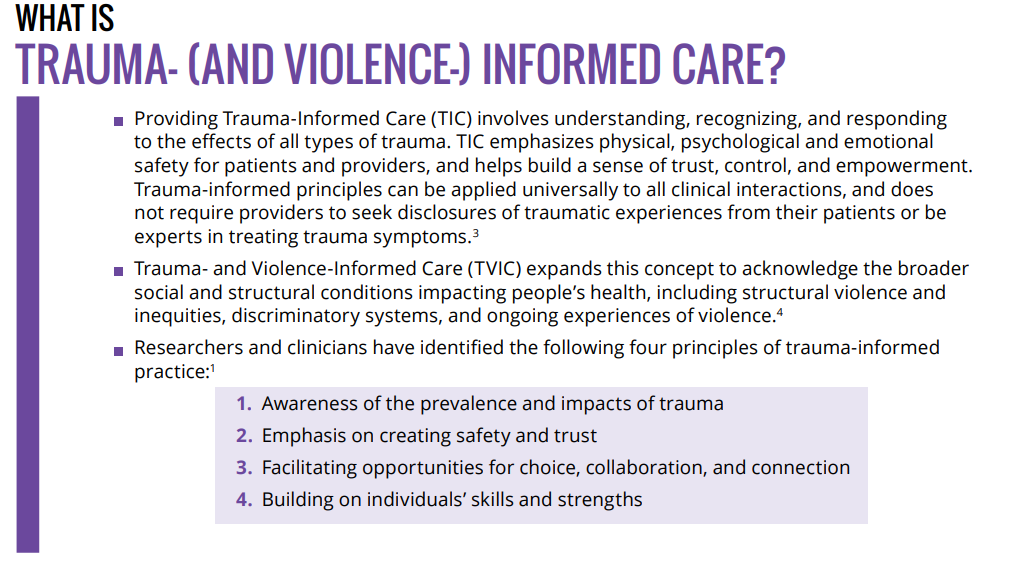 WHAT IS
TRAUMA- (AND VIOLENCE-) INFORMED CARE?
■ Providing Trauma-Informed Care (TIC) involves understanding, recognizing, and responding
to the effects of all types of trauma. TIC emphasizes physical, psychological and emotional
safety for patients and providers, and helps build a sense of trust, control, and empowerment.
Trauma-informed principles can be applied universally to all clinical interactions, and does
not require providers to seek disclosures of traumatic experiences from their patients or be
experts in treating trauma symptoms.³
■ Trauma- and Violence-Informed Care (TVIC) expands this concept to acknowledge the broader
social and structural conditions impacting people’s health, including structural violence and
inequities, discriminatory systems, and ongoing experiences of violence.⁴
■ Researchers and clinicians have identified the following four principles of trauma-informed
practice:¹
1. Awareness of the prevalence and impacts of trauma
2. Emphasis on creating safety and trust
3. Facilitating opportunities for choice, collaboration, and connection
4. Building on individuals’ skills and strengths